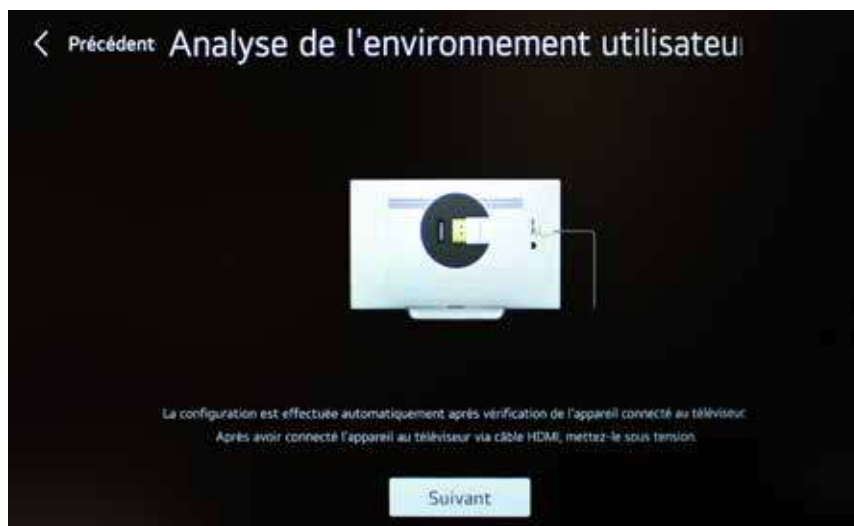 Précédent Analyse de l'environnement utilisateur
La configuration est effectuée automatiquement après vérification de l'appareil connecté au téléviseur.
Après avoir connecté l'appareil au téléviseur via câble HDMI, mettez-le sous tension.
Suivant